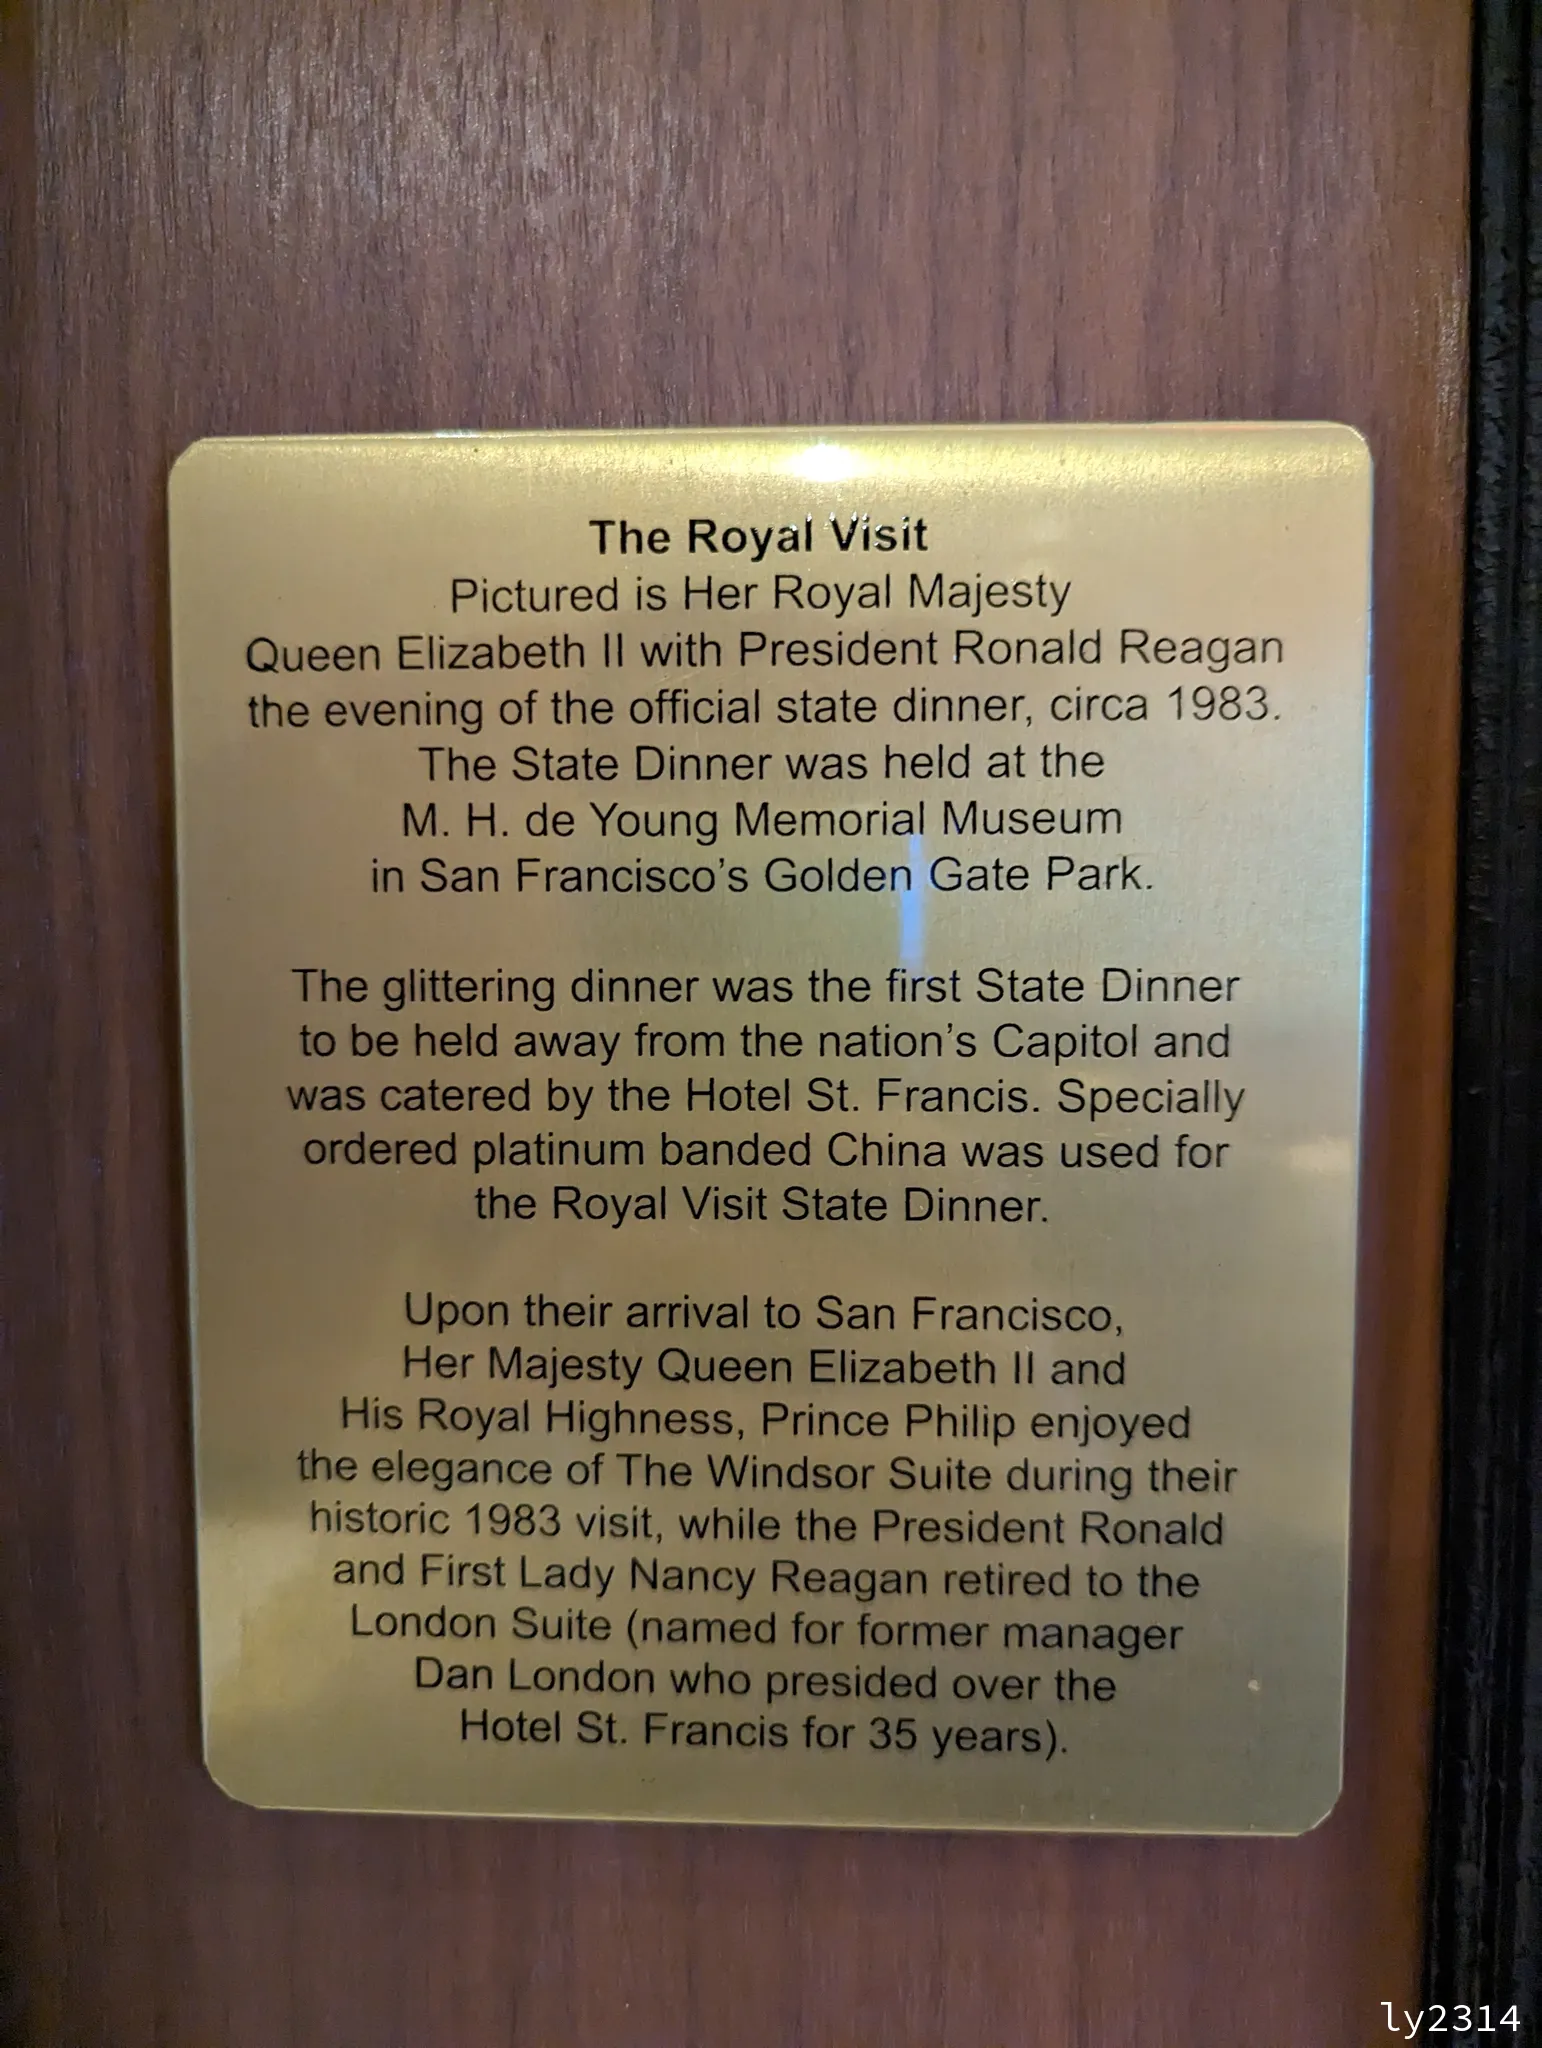 The Royal Visit
Pictured is Her Royal Majesty
Queen Elizabeth II with President Ronald Reagan
the evening of the official state dinner, circa 1983.
The State Dinner was held at the
M. H. de Young Memorial Museum
in San Francisco’s Golden Gate Park.
The glittering dinner was the first State Dinner
to be held away from the nation’s Capitol and
was catered by the Hotel St. Francis. Specially
ordered platinum banded China was used for
the Royal Visit State Dinner.
Upon their arrival to San Francisco,
Her Majesty Queen Elizabeth II and
His Royal Highness, Prince Philip enjoyed
the elegance of The Windsor Suite during their
historic 1983 visit, while the President Ronald
and First Lady Nancy Reagan retired to the
London Suite (named for former manager
Dan London who presided over the
Hotel St. Francis for 35 years).
ly2314